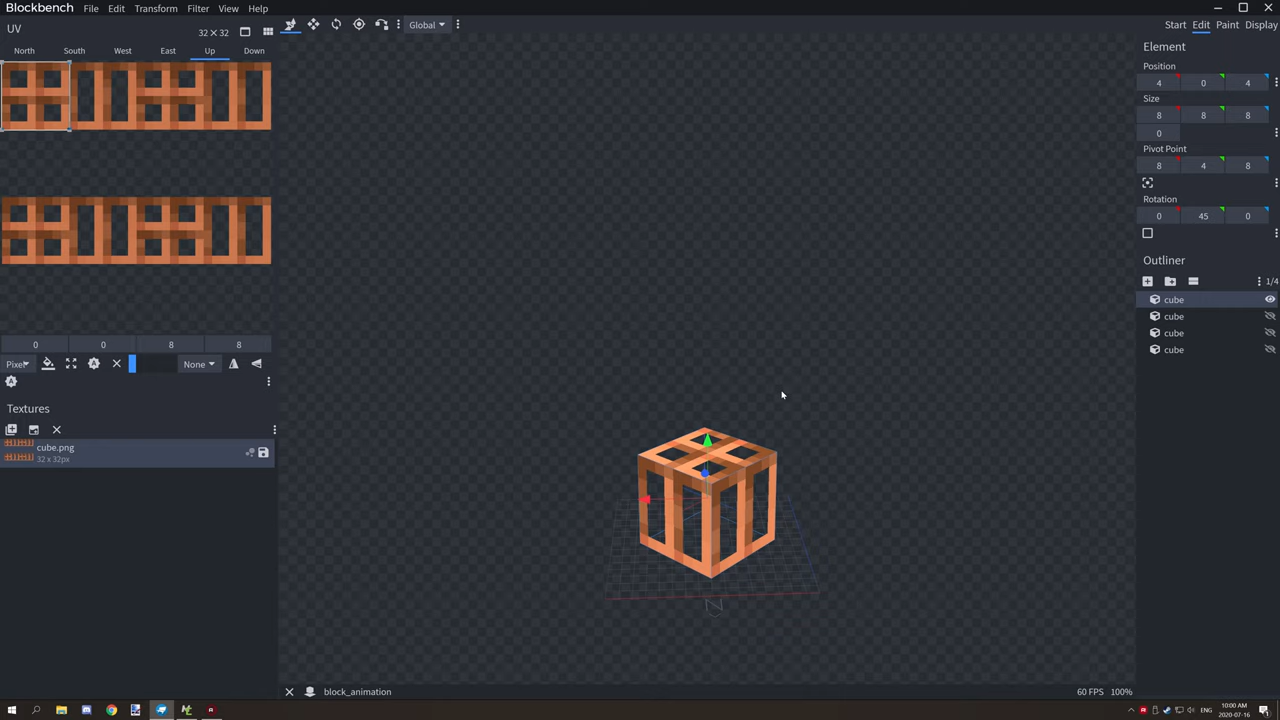 Blockbench File Edit Transform Filter View Help
UV
32×32
North South West East Up Down
0 0 8 8
Pixel None
Textures
cube.png
32 x 32px
Global
Start Edit Paint Display
Element
Position
4 0 4
Size
8 8 8
0
Pivot Point
8 4 8
Rotation
0 45 0
Outliner
1/4
cube
cube
cube
cube
N
block_animation
60 FPS 100%
ENG
10:00 AM
2020-07-16